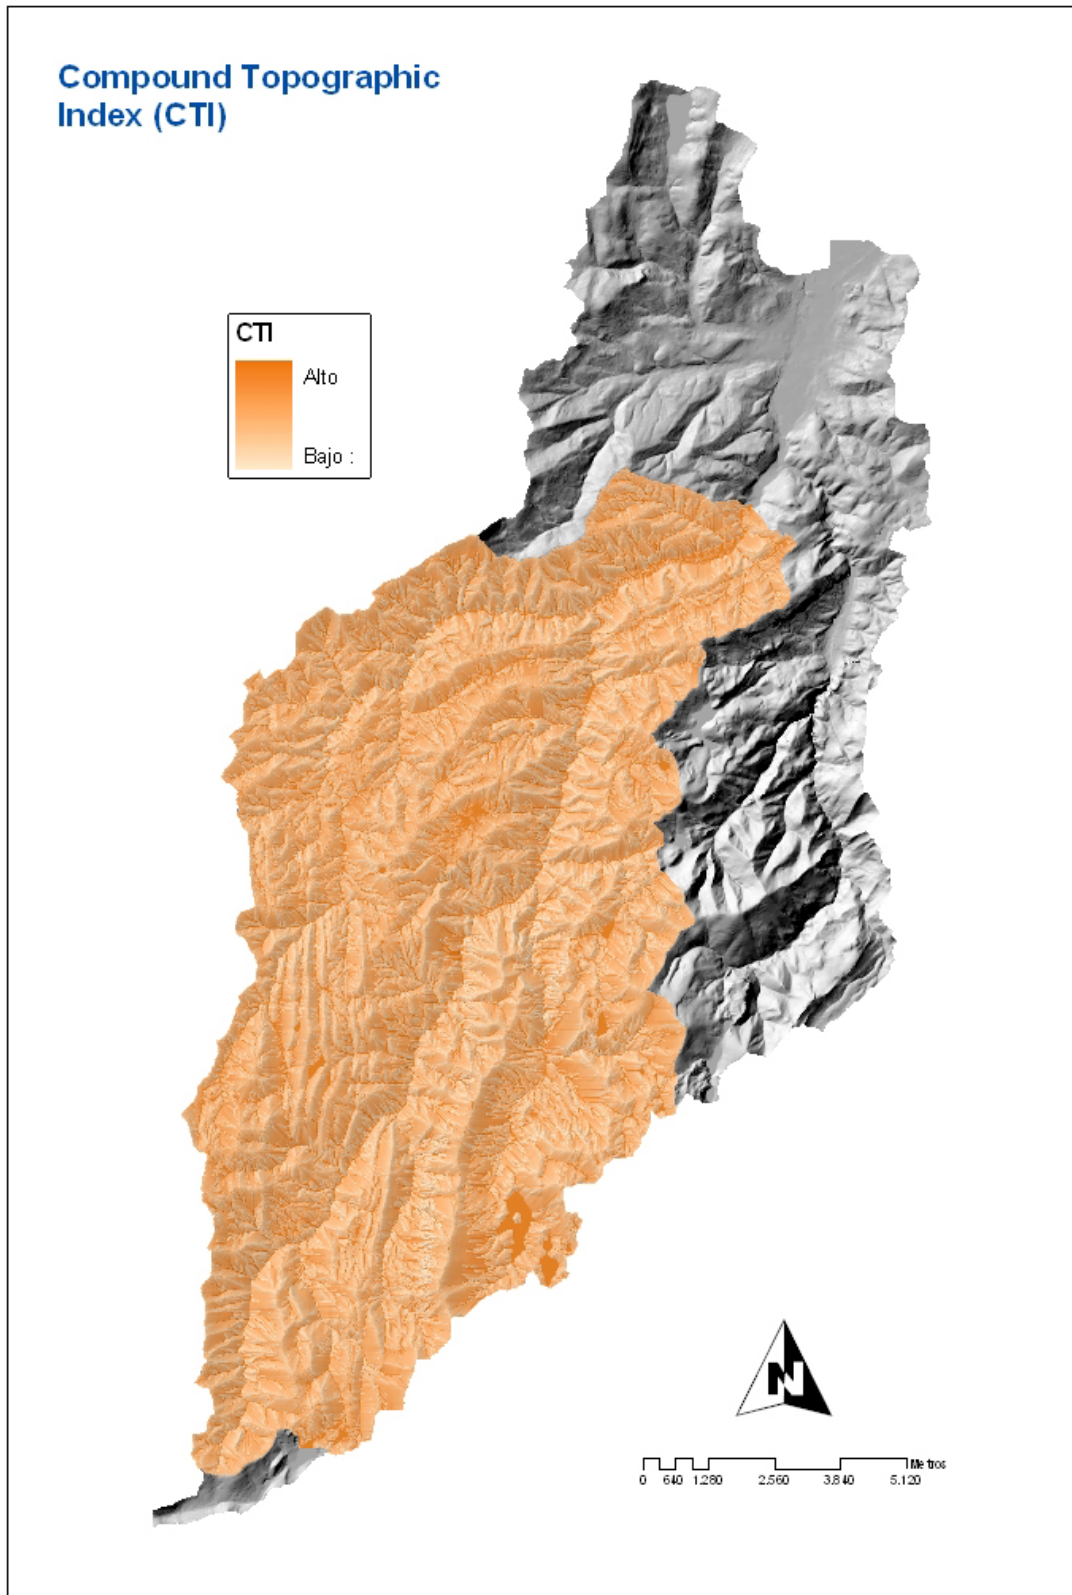 Compound Topographic
Index (CTI)
CTI
Alto
Bajo :
N
Metros
0 640 1.280 2.560 3.840 5.120